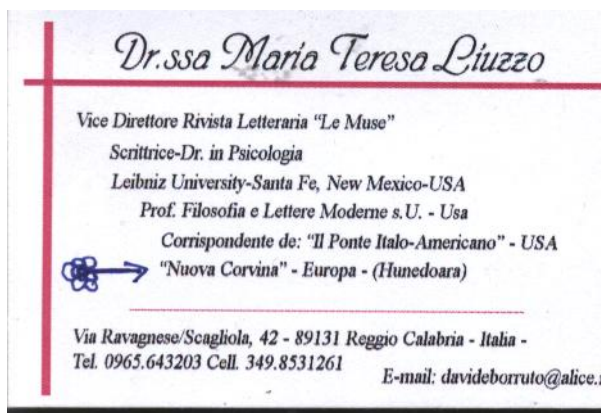 Dr.ssa Maria Teresa Liuzzo
Vice Direttore Rivista Letteraria "Le Muse"
Scrittrice-Dr. in Psicologia
Leibniz University-Santa Fe, New Mexico-USA
Prof. Filosofia e Lettere Moderne s.U. - Usa
Corrispondente de: "Il Ponte Italo-Americano" - USA
"Nuova Corvina" - Europa - (Hunedoara)
Via Ravagnese/Scagliola, 42 - 89131 Reggio Calabria - Italia -
Tel. 0965.643203 Cell. 349.8531261
E-mail: davideborruto@alice.